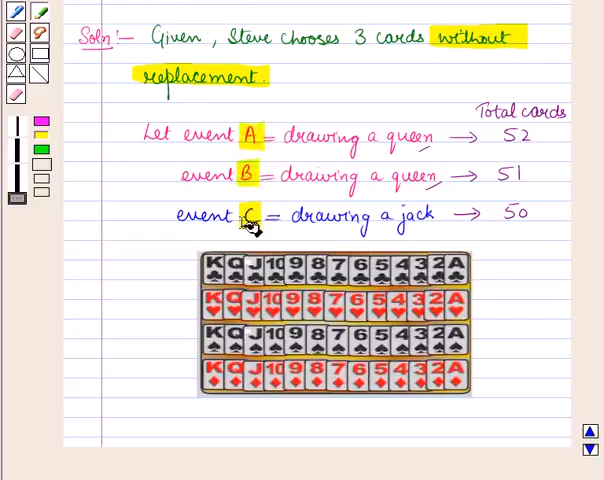 Soln:- Given, Steve chooses 3 cards without
replacement.
Total cards
Let event A = drawing a queen → 52
event B = drawing a queen → 51
event C = drawing a jack → 50
K Q J 10 9 8 7 6 5 4 3 2 A
K Q J 10 9 8 7 6 5 4 3 2 A
K Q J 10 9 8 7 6 5 4 3 2 A
K Q J 10 9 8 7 6 5 4 3 2 A